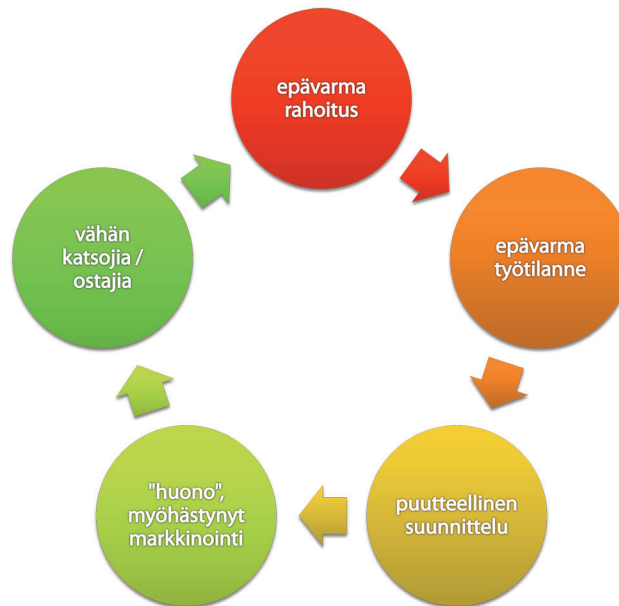 epävarma
rahoitus
epävarma
työtilanne
puutteellinen
suunnittelu
"huono",
myöhästynyt
markkinointi
vähän
katsojia /
ostajia